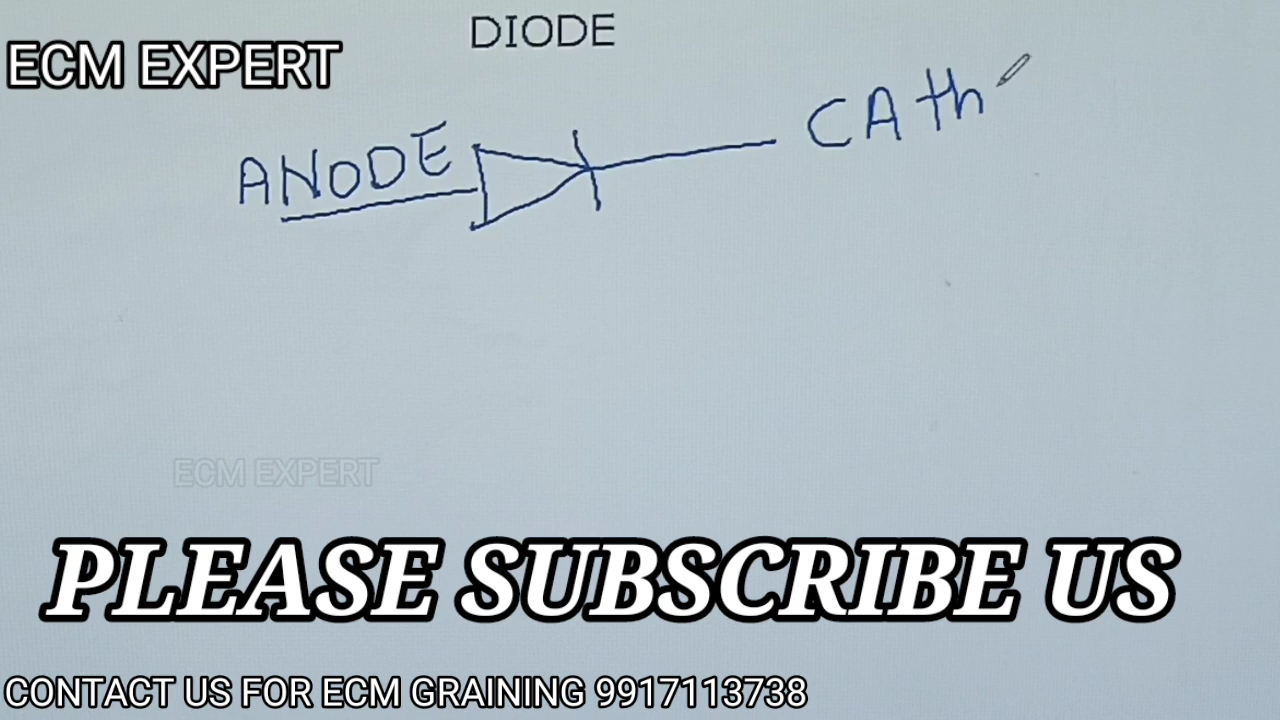 DIODE
ECM EXPERT
ANODE
CAth
ECM EXPERT
PLEASE SUBSCRIBE US
CONTACT US FOR ECM GRAINING 9917113738